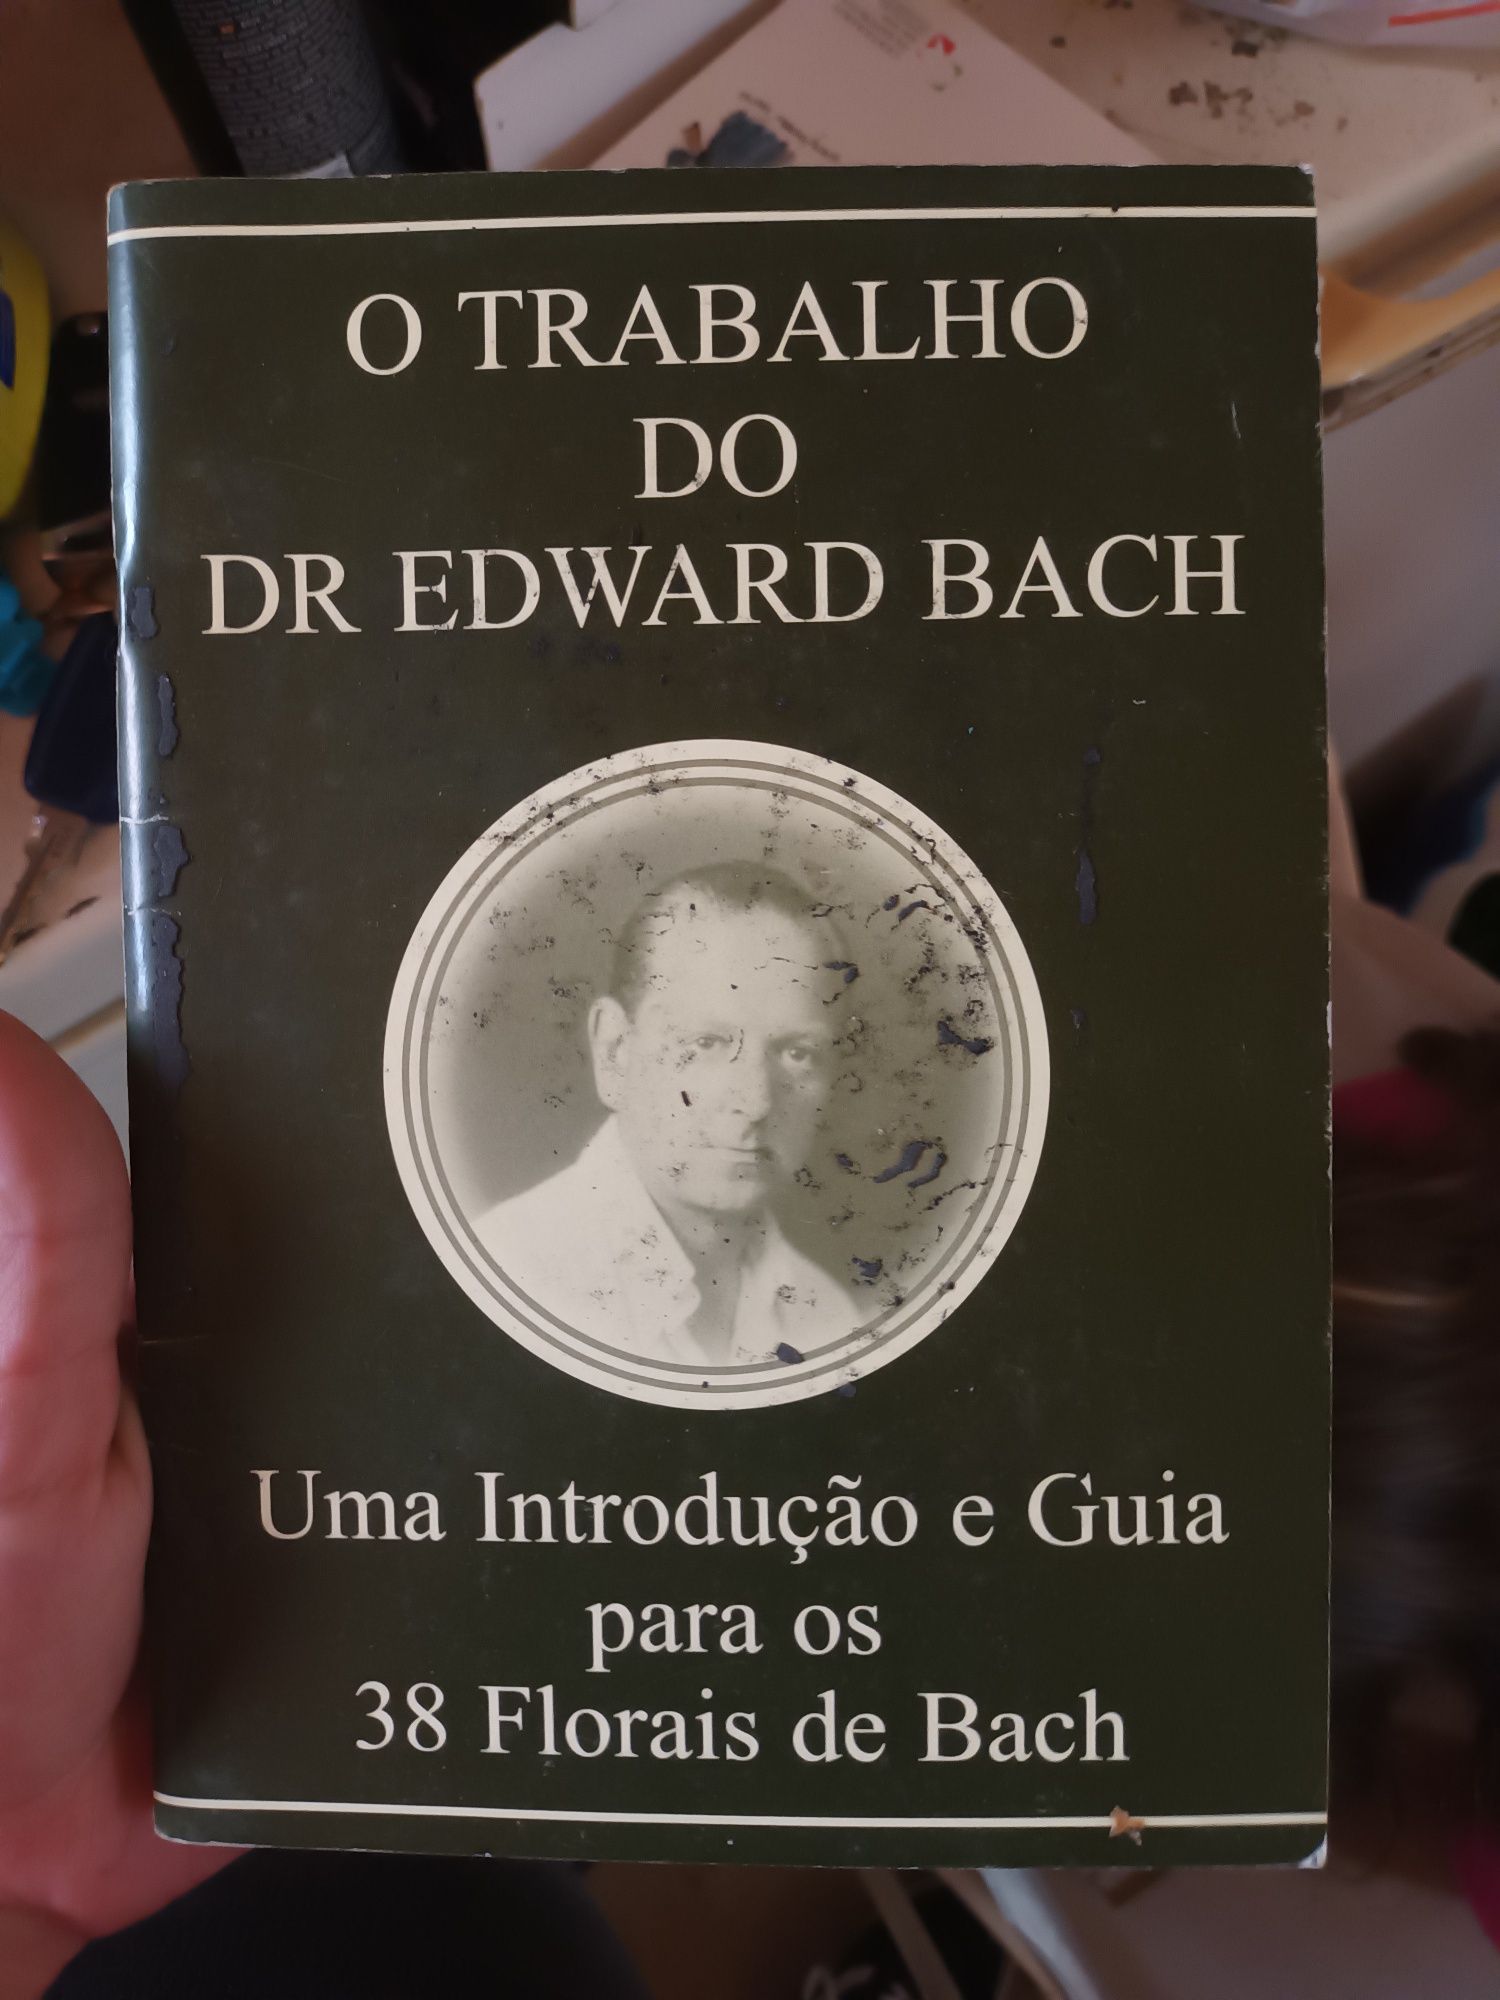 O TRABALHO
DO
DR EDWARD BACH
Uma Introdução e Guia
para os
38 Florais de Bach